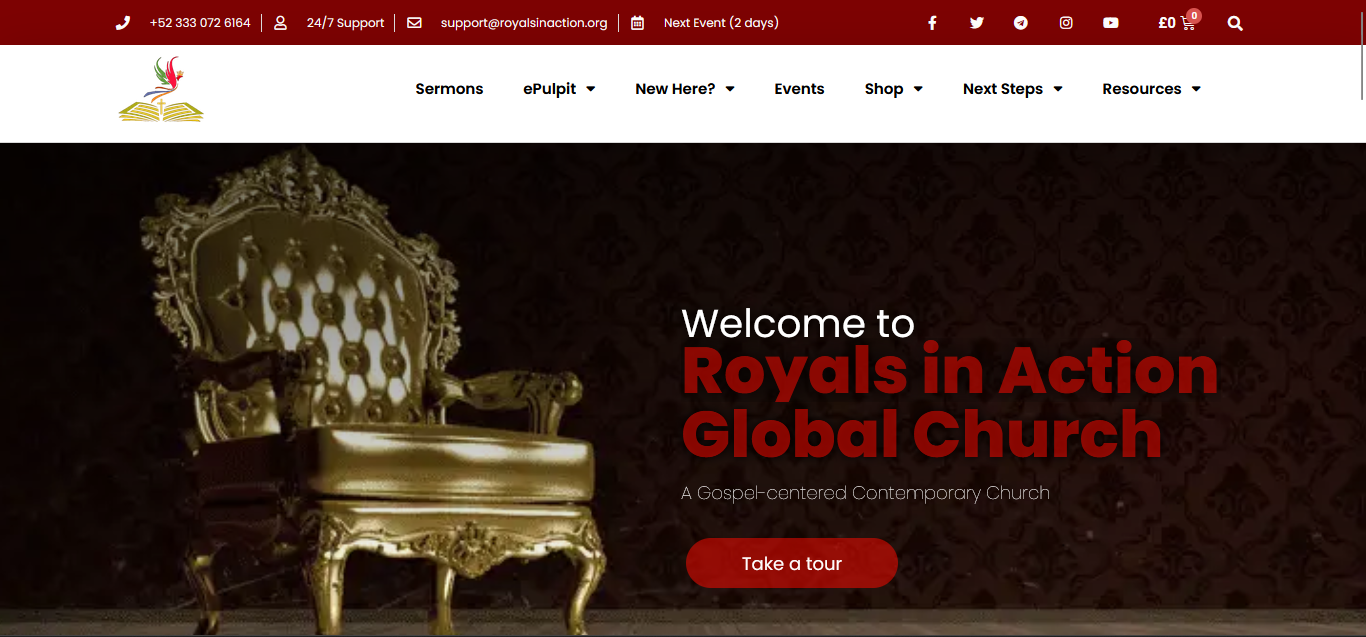 +52 333 072 6164 24/7 Support support@royalsinaction.org Next Event (2 days) £0 0
Sermons ePulpit New Here? Events Shop Next Steps Resources
Welcome to
Royals in Action
Global Church
A Gospel-centered Contemporary Church
Take a tour